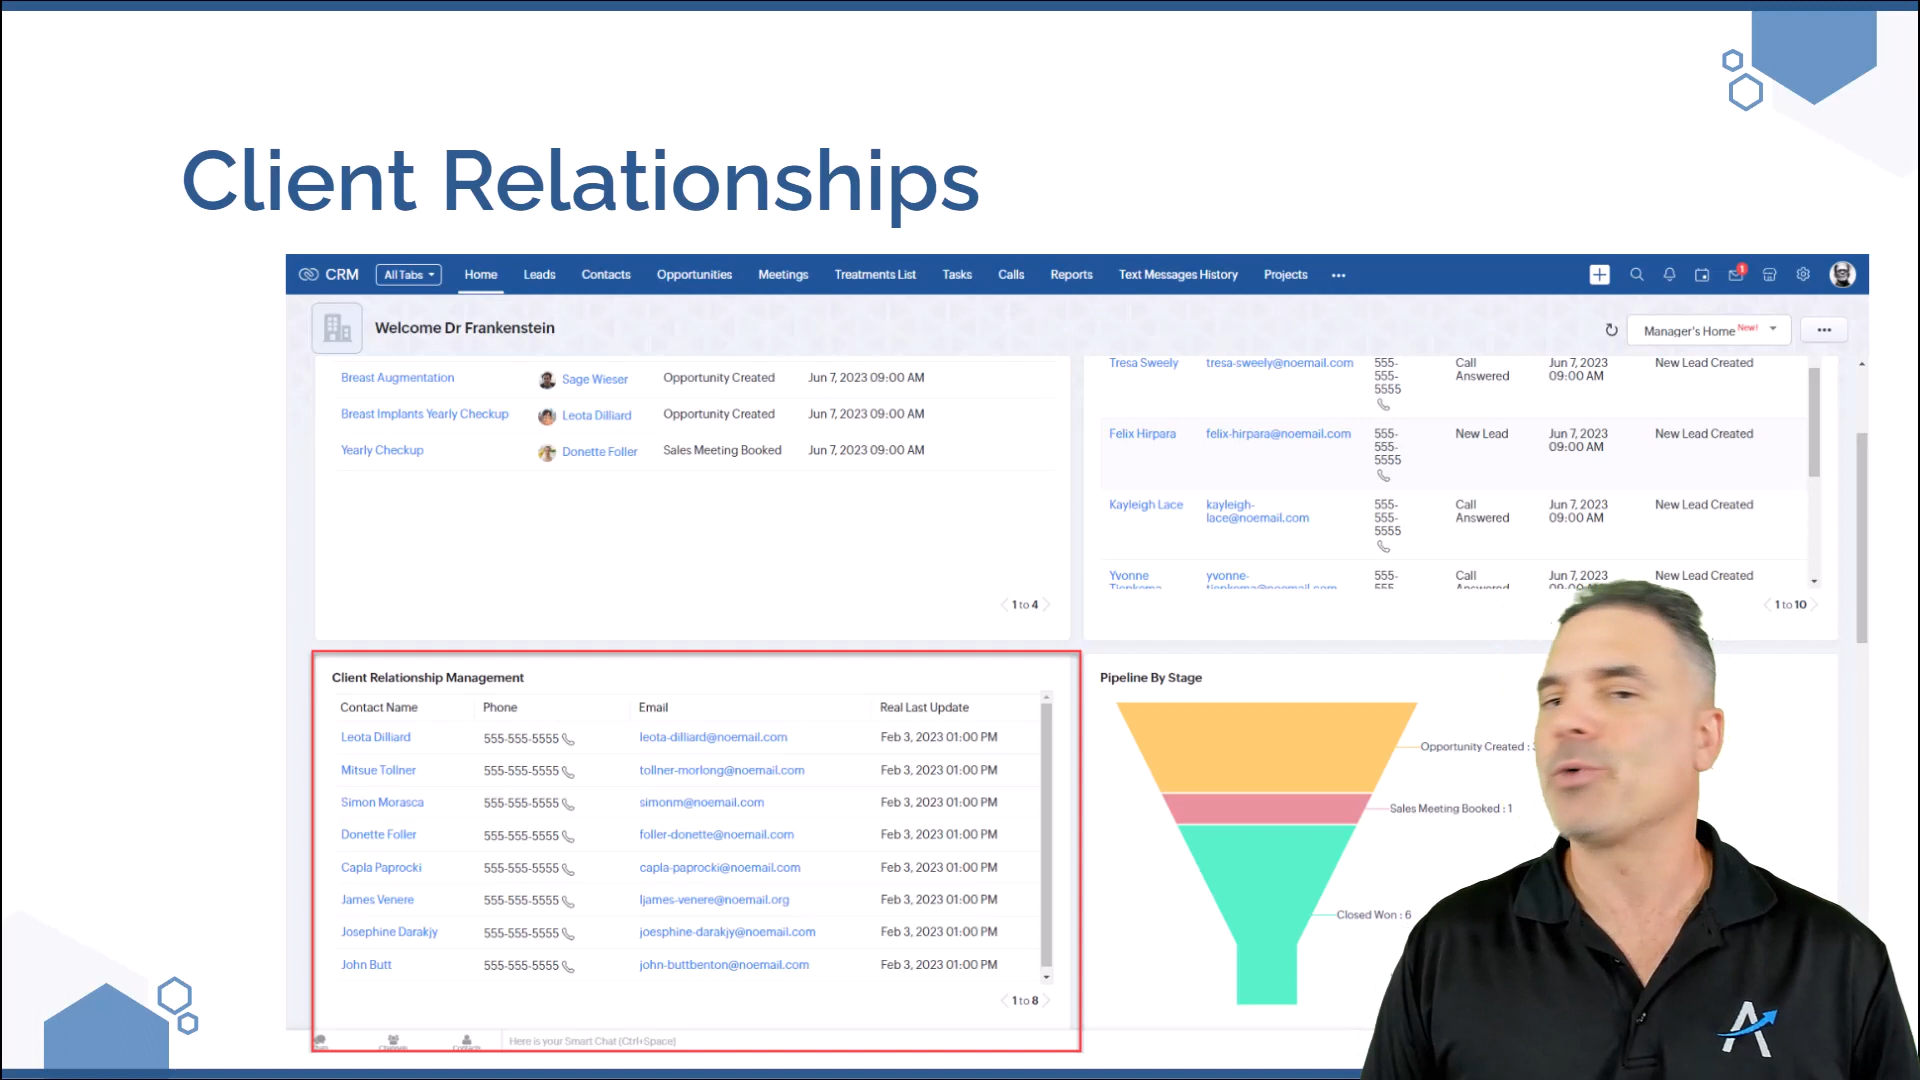 Client Relationships
CRM All Tabs Home Leads Contacts Opportunities Meetings Treatments List Tasks Calls Reports Text Messages History Projects ••• 1
Welcome Dr Frankenstein
Manager's Home New!
Breast Augmentation Sage Wieser Opportunity Created Jun 7, 2023 09:00 AM
Breast Implants Yearly Checkup Leota Dilliard Opportunity Created Jun 7, 2023 09:00 AM
Yearly Checkup Donette Foller Sales Meeting Booked Jun 7, 2023 09:00 AM
1 to 4
Tresa Sweely tresa-sweely@noemail.com 555- Call Jun 7, 2023 New Lead Created
555- Answered 09:00 AM
5555
Felix Hirpara felix-hirpara@noemail.com 555- New Lead Jun 7, 2023 New Lead Created
555- 09:00 AM
5555
Kayleigh Lace kayleigh- 555- Call Jun 7, 2023 New Lead Created
lace@noemail.com 555- Answered 09:00 AM
5555
Yvonne yvonne- 555- Call Jun 7, 2023 New Lead Created
1 to 10
Client Relationship Management
Contact Name Phone Email Real Last Update
Leota Dilliard 555-555-5555 leota-dilliard@noemail.com Feb 3, 2023 01:00 PM
Mitsue Tollner 555-555-5555 tollner-morlong@noemail.com Feb 3, 2023 01:00 PM
Simon Morasca 555-555-5555 simonm@noemail.com Feb 3, 2023 01:00 PM
Donette Foller 555-555-5555 foller-donette@noemail.com Feb 3, 2023 01:00 PM
Capla Paprocki 555-555-5555 capla-paprocki@noemail.com Feb 3, 2023 01:00 PM
James Venere 555-555-5555 ljames-venere@noemail.org Feb 3, 2023 01:00 PM
Josephine Darakjy 555-555-5555 joesphine-darakjy@noemail.com Feb 3, 2023 01:00 PM
John Butt 555-555-5555 john-buttbenton@noemail.com Feb 3, 2023 01:00 PM
1 to 8
Here is your Smart Chat (Ctrl+Space)
Pipeline By Stage
Opportunity Created :
Sales Meeting Booked : 1
Closed Won : 6